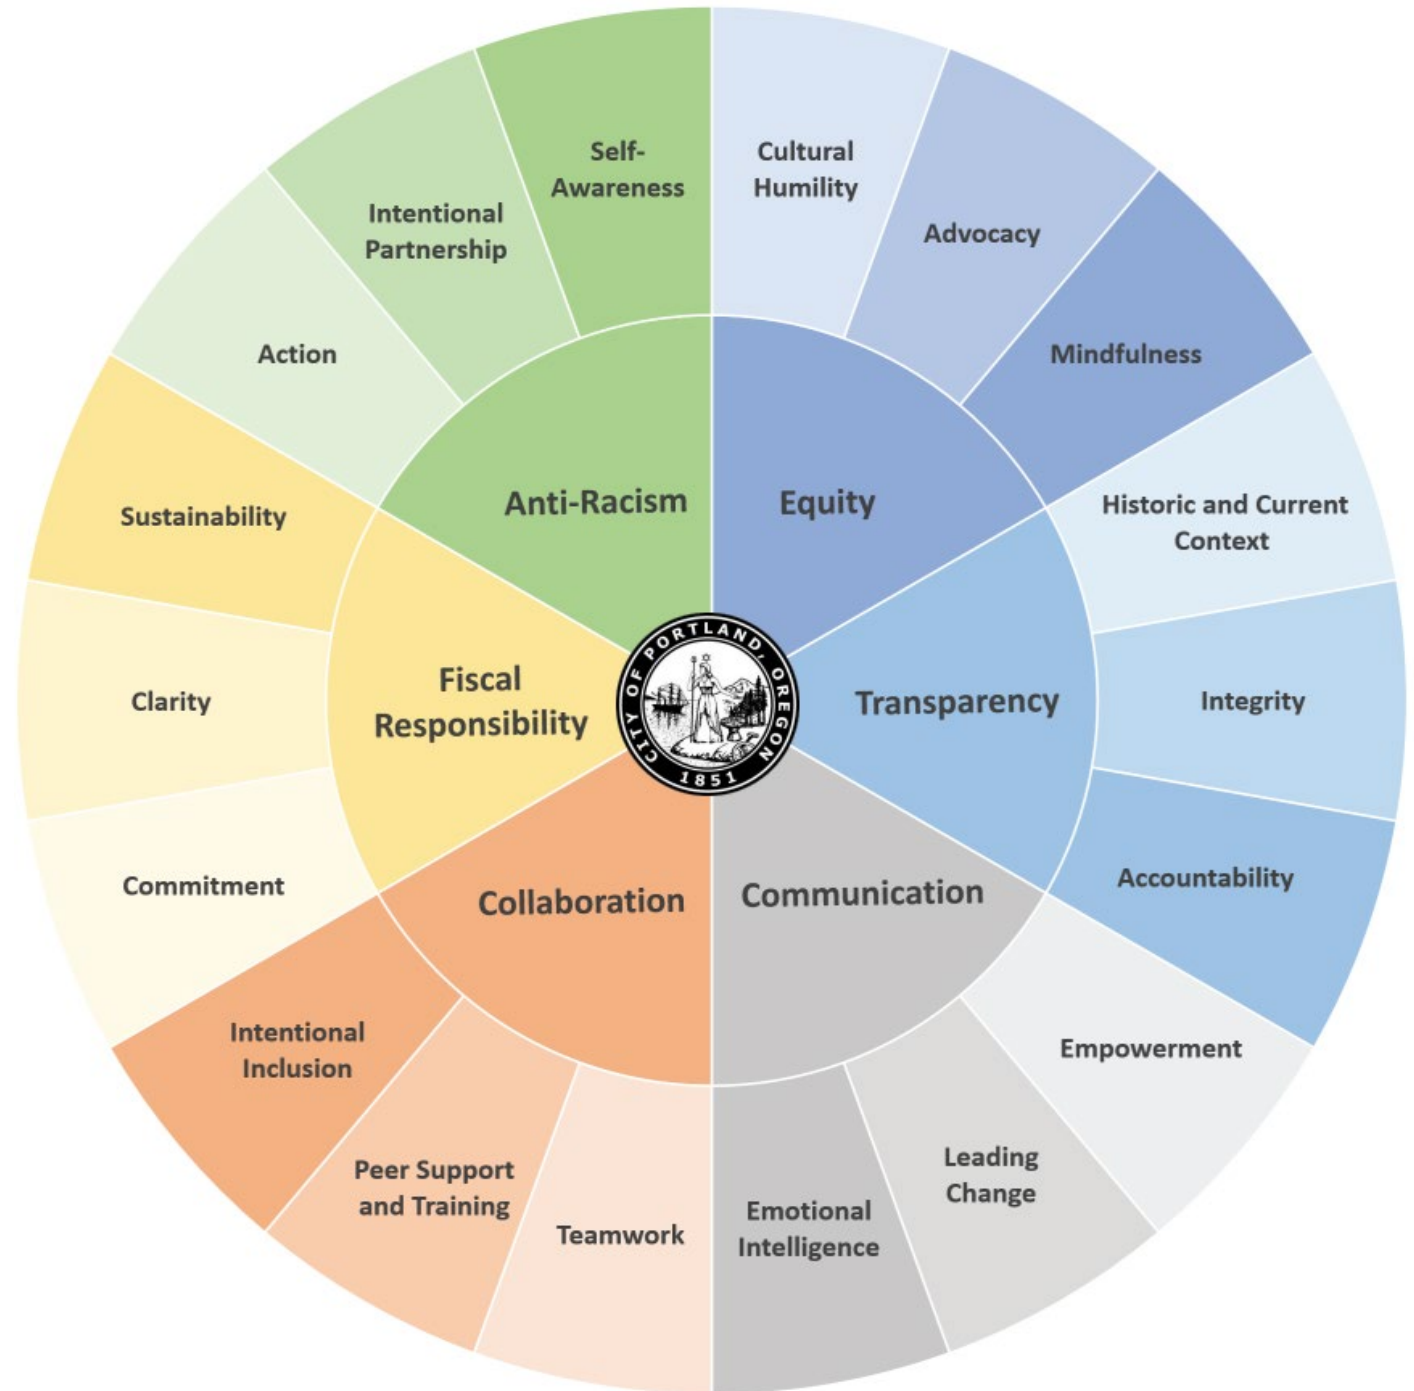 Self-
Awareness
Cultural
Humility
Intentional
Partnership
Advocacy
Action
Mindfulness
Anti-Racism
Equity
Sustainability
Historic and Current
Context
Fiscal
Responsibility
Transparency
Clarity
Integrity
CITY OF PORTLAND, OREGON
1851
Commitment
Accountability
Collaboration
Communication
Intentional
Inclusion
Empowerment
Peer Support
and Training
Leading
Change
Teamwork
Emotional
Intelligence